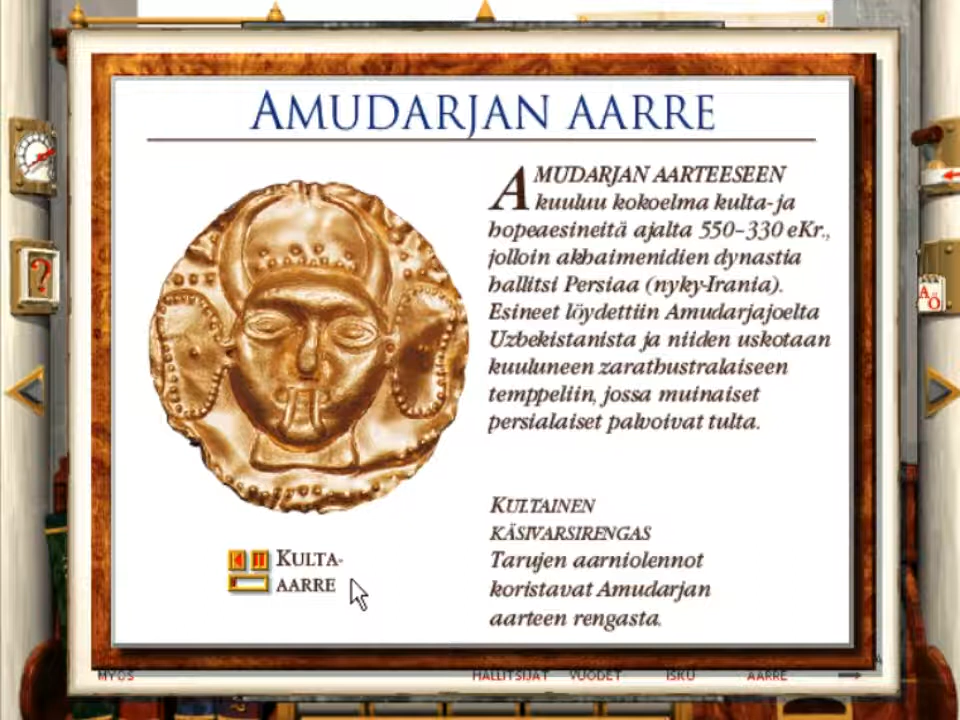 AMUDARJAN AARRE
AMUDARJAN AARTEESEEN
kuuluu kokoelma kulta- ja
hopeaesineitä ajalta 550–330 eKr.,
jolloin akhaimenidien dynastia
hallitsi Persiaa (nyky-Irania).
Esineet löydettiin Amudarjajoelta
Uzbekistanista ja niiden uskotaan
kuuluneen zarathustralaiseen
temppeliin, jossa muinaiset
persialaiset palvoivat tulta.
KULTAINEN
KÄSIVARSIRENGAS
Tarujen aarniolennot
koristavat Amudarjan
aarteen rengasta.
KULTA-
AARRE
MYÖS HALLITSIJAT VUODET ISKU AARRE
?
A
Ö